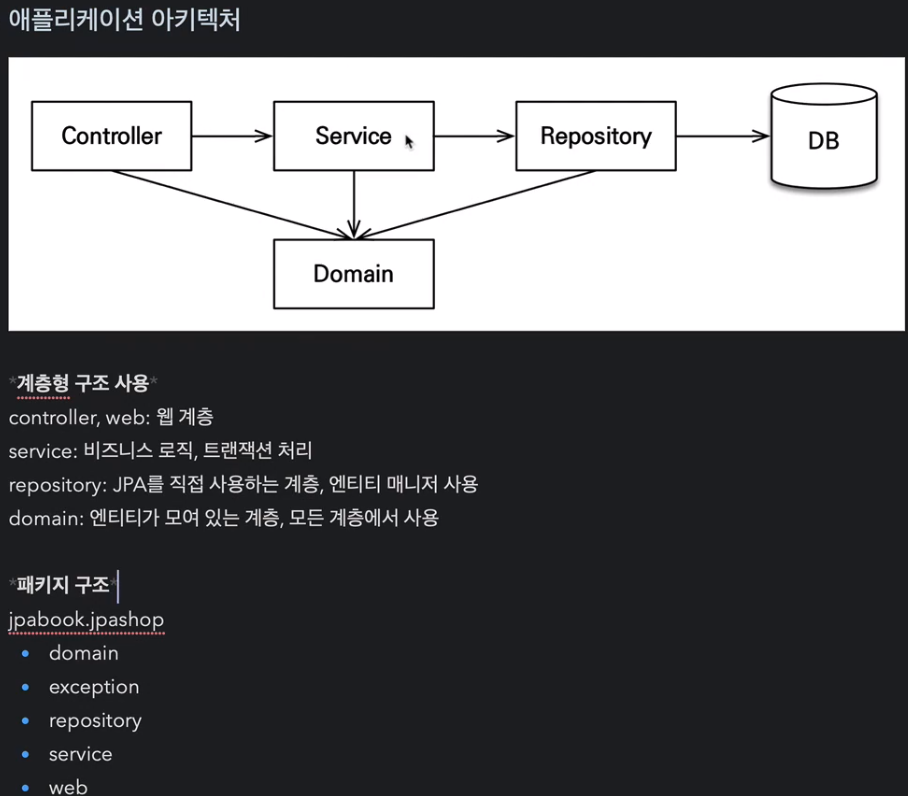 애플리케이션 아키텍처
Controller
Service
Repository
DB
Domain
*계층형 구조 사용*
controller, web: 웹 계층
service: 비즈니스 로직, 트랜잭션 처리
repository: JPA를 직접 사용하는 계층, 엔티티 매니저 사용
domain: 엔티티가 모여 있는 계층, 모든 계층에서 사용
*패키지 구조*
jpabook.jpashop
• domain
• exception
• repository
• service
• web